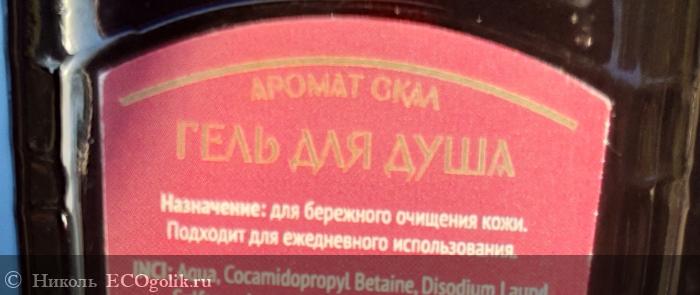 АРОМАТ СКАЛ
ГЕЛЬ ДЛЯ ДУША
Назначение: для бережного очищения кожи.
Подходит для ежедневного использования.
INCI: Aqua, Cocamidopropyl Betaine, Disodium
© Николь ECOgolik.ru